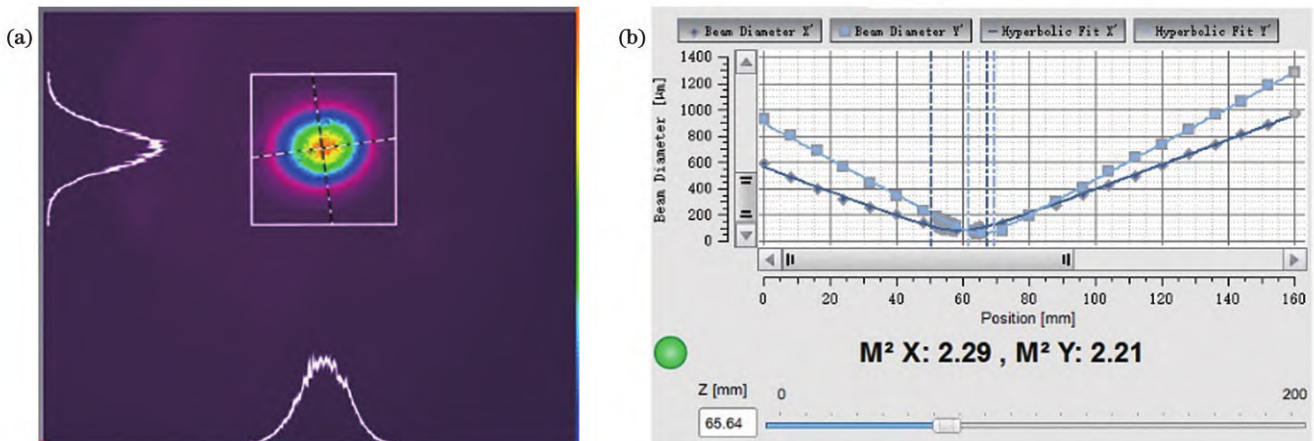 (a)
(b)
Beam Diameter X' Beam Diameter Y' Hyperbolic Fit X' Hyperbolic Fit Y'
Beam Diameter [μm]
1400
1200
1000
800
600
400
200
0
0 20 40 60 80 100 120 140 160
Position [mm]
M² X: 2.29 , M² Y: 2.21
Z [mm] 0 200
65.64